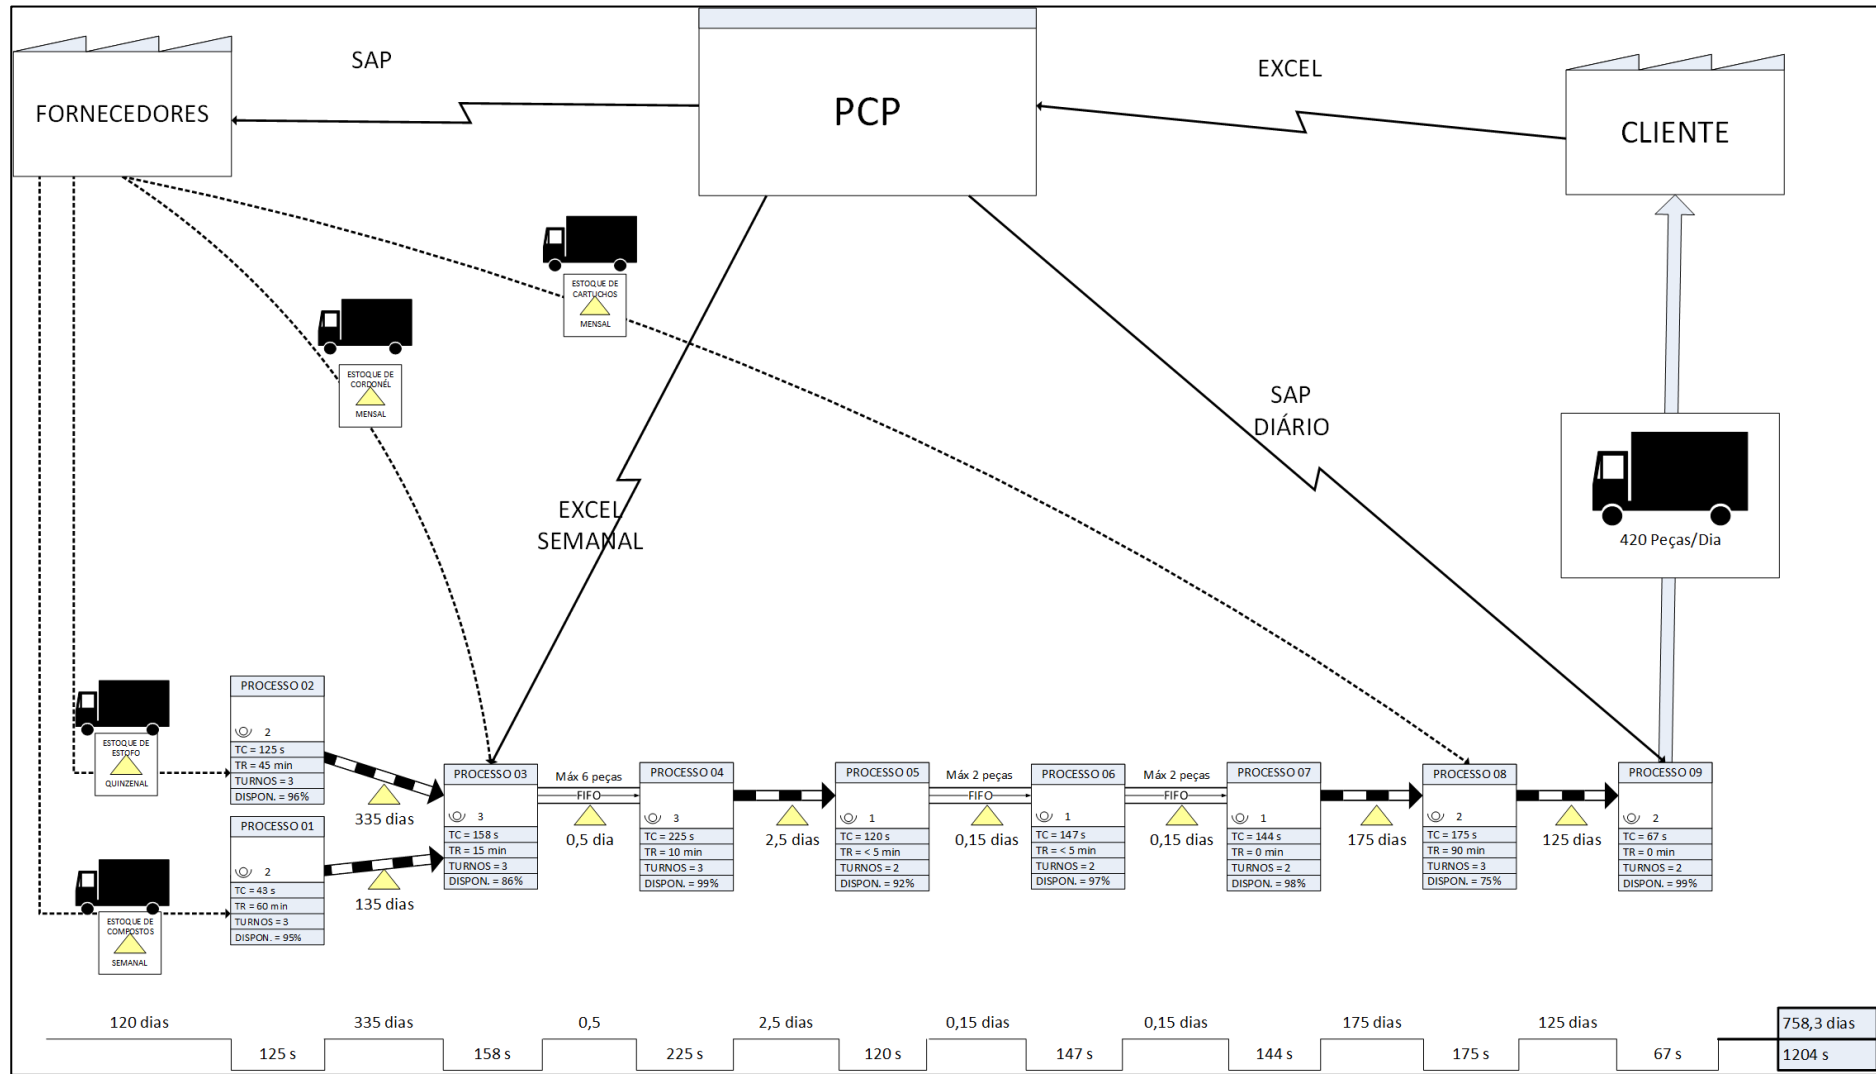 SAP
EXCEL
FORNECEDORES
PCP
CLIENTE
ESTOQUE DE
CARTUCHOS
MENSAL
ESTOQUE DE
CORDONÉL
MENSAL
SAP
DIÁRIO
EXCEL
SEMANAL
420 Peças/Dia
ESTOQUE DE
ESTOFO
QUINZENAL
PROCESSO 02
2
TC = 125 s
TR = 45 min
TURNOS = 3
DISPON. = 96%
335 dias
ESTOQUE DE
COMPOSTOS
SEMANAL
PROCESSO 01
2
TC = 43 s
TR = 60 min
TURNOS = 3
DISPON. = 95%
135 dias
PROCESSO 03
3
TC = 158 s
TR = 15 min
TURNOS = 3
DISPON. = 86%
Máx 6 peças
FIFO
0,5 dia
PROCESSO 04
3
TC = 225 s
TR = 10 min
TURNOS = 3
DISPON. = 99%
2,5 dias
PROCESSO 05
1
TC = 120 s
TR = < 5 min
TURNOS = 2
DISPON. = 92%
Máx 2 peças
FIFO
0,15 dias
PROCESSO 06
1
TC = 147 s
TR = < 5 min
TURNOS = 2
DISPON. = 97%
Máx 2 peças
FIFO
0,15 dias
PROCESSO 07
1
TC = 144 s
TR = 0 min
TURNOS = 2
DISPON. = 98%
175 dias
PROCESSO 08
2
TC = 175 s
TR = 90 min
TURNOS = 3
DISPON. = 75%
125 dias
PROCESSO 09
2
TC = 67 s
TR = 0 min
TURNOS = 2
DISPON. = 99%
120 dias 335 dias 0,5 2,5 dias 0,15 dias 0,15 dias 175 dias 125 dias 758,3 dias
125 s 158 s 225 s 120 s 147 s 144 s 175 s 67 s 1204 s